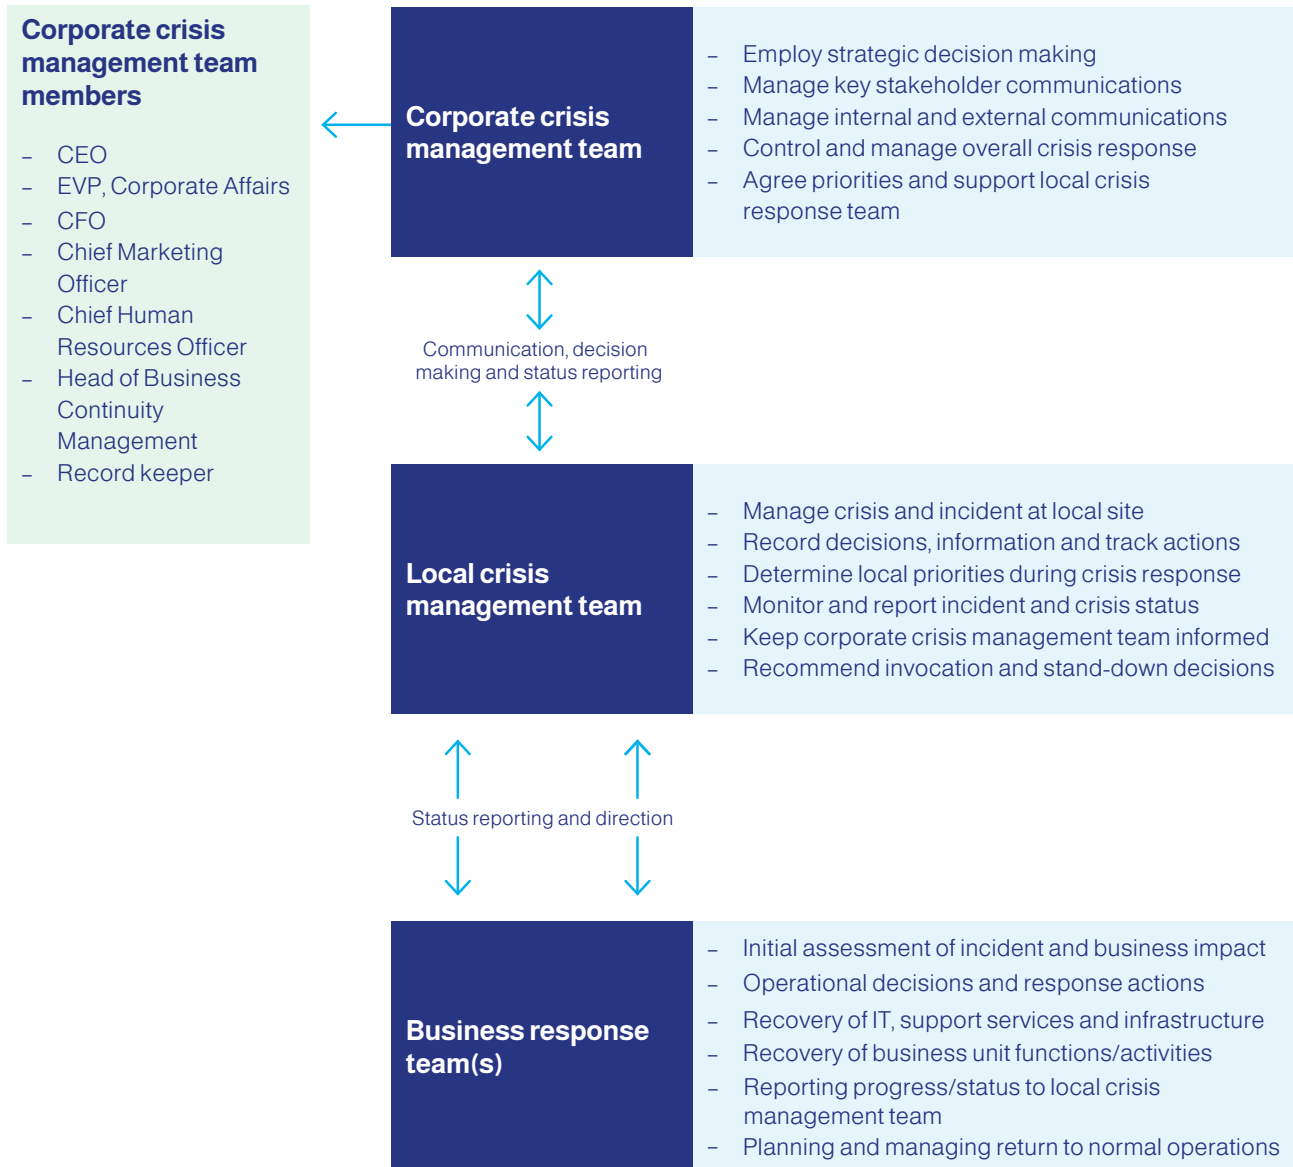 Corporate crisis
management team
members
– CEO
– EVP, Corporate Affairs
– CFO
– Chief Marketing
Officer
– Chief Human
Resources Officer
– Head of Business
Continuity
Management
– Record keeper
Corporate crisis
management team
– Employ strategic decision making
– Manage key stakeholder communications
– Manage internal and external communications
– Control and manage overall crisis response
– Agree priorities and support local crisis
response team
Communication, decision
making and status reporting
Local crisis
management team
– Manage crisis and incident at local site
– Record decisions, information and track actions
– Determine local priorities during crisis response
– Monitor and report incident and crisis status
– Keep corporate crisis management team informed
– Recommend invocation and stand-down decisions
Status reporting and direction
Business response
team(s)
– Initial assessment of incident and business impact
– Operational decisions and response actions
– Recovery of IT, support services and infrastructure
– Recovery of business unit functions/activities
– Reporting progress/status to local crisis
management team
– Planning and managing return to normal operations